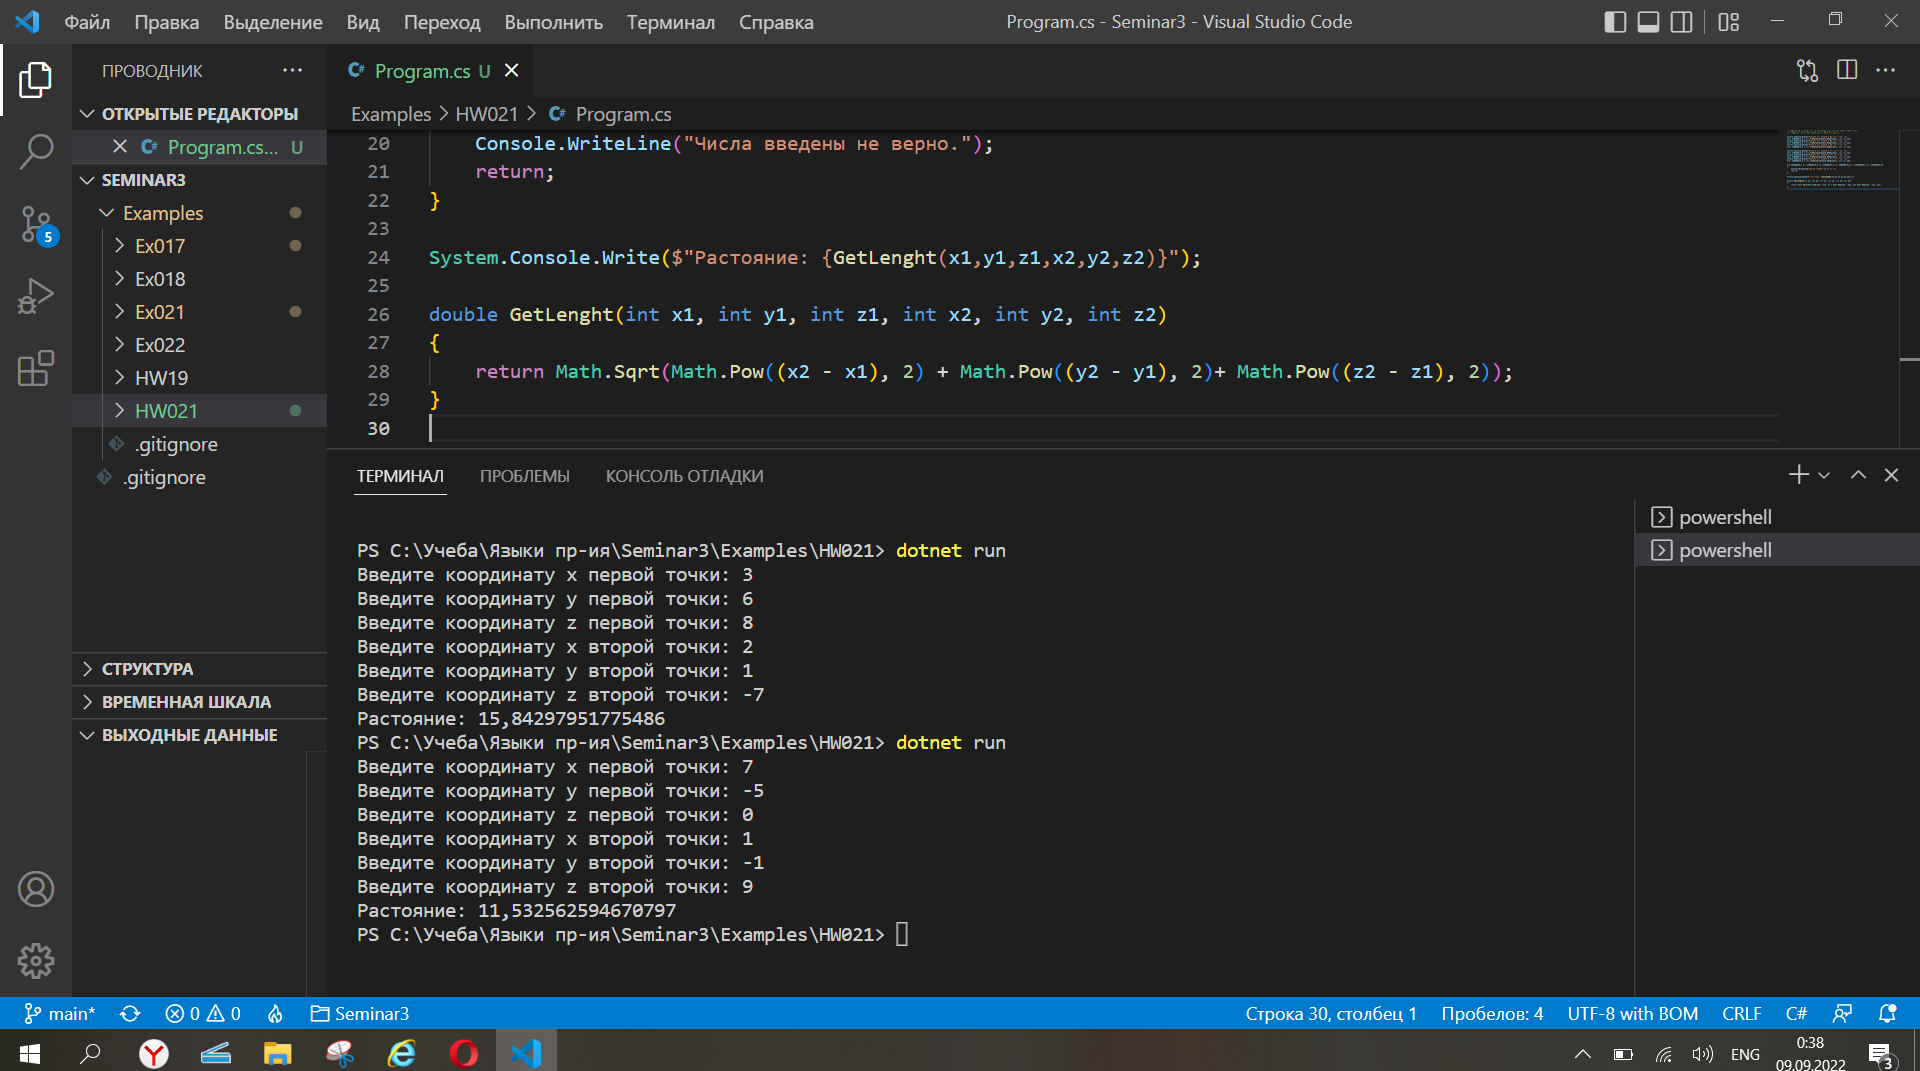 Файл Правка Выделение Вид Переход Выполнить Терминал Справка Program.cs - Seminar3 - Visual Studio Code
ПРОВОДНИК
ОТКРЫТЫЕ РЕДАКТОРЫ
Program.cs... U
SEMINAR3
Examples
Ex017
Ex018
Ex021
Ex022
HW19
HW021
.gitignore
.gitignore
СТРУКТУРА
ВРЕМЕННАЯ ШКАЛА
ВЫХОДНЫЕ ДАННЫЕ
5
Program.cs U
Examples > HW021 > Program.cs
20 Console.WriteLine("Числа введены не верно.");
21 return;
22 }
23
24 System.Console.Write($"Растояние: {GetLenght(x1,y1,z1,x2,y2,z2)}");
25
26 double GetLenght(int x1, int y1, int z1, int x2, int y2, int z2)
27 {
28 return Math.Sqrt(Math.Pow((x2 - x1), 2) + Math.Pow((y2 - y1), 2)+ Math.Pow((z2 - z1), 2));
29 }
30
ТЕРМИНАЛ ПРОБЛЕМЫ КОНСОЛЬ ОТЛАДКИ
powershell
powershell
PS C:\Учеба\Языки пр-ия\Seminar3\Examples\HW021> dotnet run
Введите координату x первой точки: 3
Введите координату y первой точки: 6
Введите координату z первой точки: 8
Введите координату x второй точки: 2
Введите координату y второй точки: 1
Введите координату z второй точки: -7
Растояние: 15,84297951775486
PS C:\Учеба\Языки пр-ия\Seminar3\Examples\HW021> dotnet run
Введите координату x первой точки: 7
Введите координату y первой точки: -5
Введите координату z первой точки: 0
Введите координату x второй точки: 1
Введите координату y второй точки: -1
Введите координату z второй точки: 9
Растояние: 11,532562594670797
PS C:\Учеба\Языки пр-ия\Seminar3\Examples\HW021>
main* 0 0 Seminar3 Строка 30, столбец 1 Пробелов: 4 UTF-8 with BOM CRLF C#
ENG 0:38
09.09.2022 3